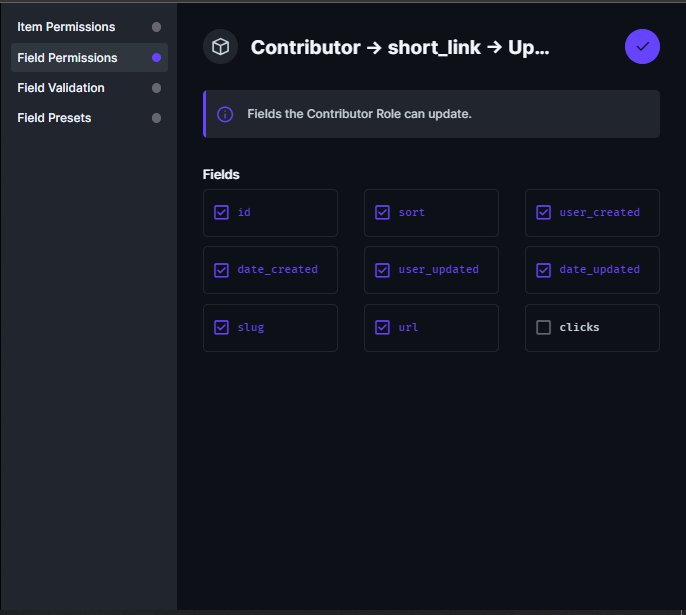 Item Permissions
Field Permissions
Field Validation
Field Presets
Contributor → short_link → Up...
Fields the Contributor Role can update.
Fields
id
sort
user_created
date_created
user_updated
date_updated
slug
url
clicks